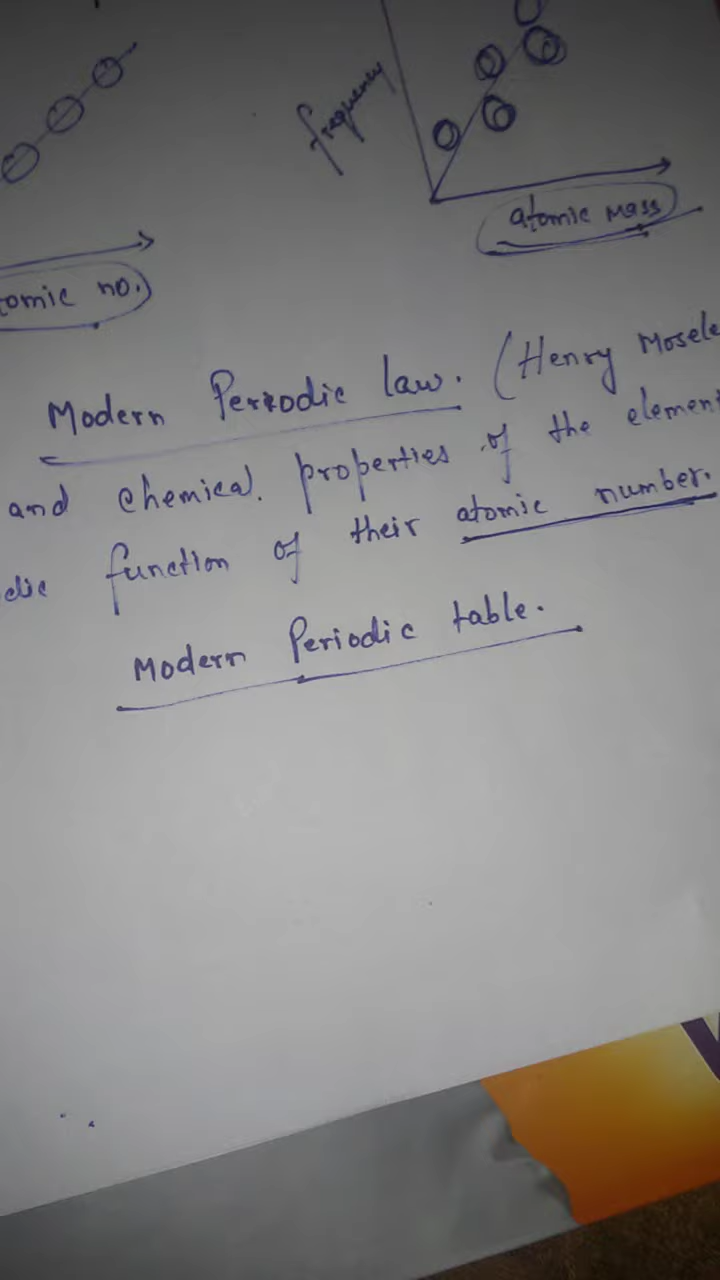 frequency
atomic mass
tomic no.
Modern Periodic law. (Henry Mosele
and chemical. properties of the element
dic function of their atomic number.
Modern Periodic table.